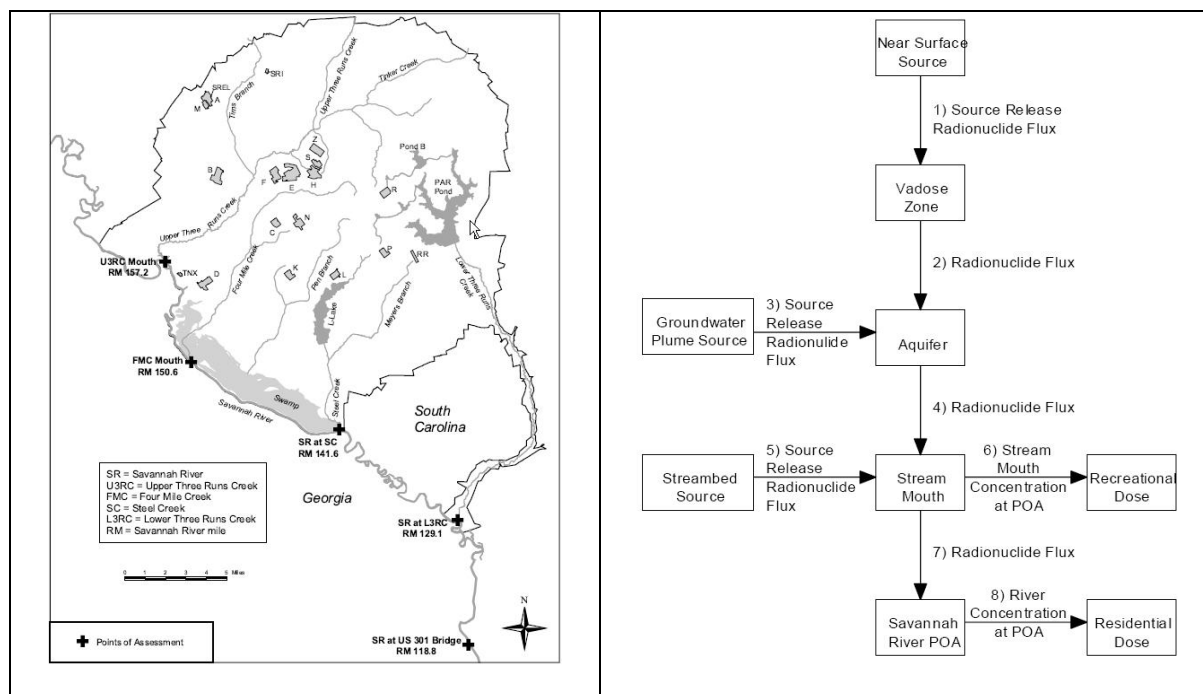 SRI
SREL
A
M
Tims Branch
Upper Three Runs Creek
Tinker Creek
Z
S
B
F
E
H
Pond B
PAR
Pond
R
Upper Three Runs Creek
N
C
Four Mile Creek
P
RR
U3RC Mouth
RM 157.2
TNX
D
K
Pen Branch
L
L-Lake
Meyers Branch
Lower Three Runs
Creek
FMC Mouth
RM 150.6
Savannah River
Swamp
Steel Creek
South
Carolina
SR at SC
RM 141.6
Georgia
SR = Savannah River
U3RC = Upper Three Runs Creek
FMC = Four Mile Creek
SC = Steel Creek
L3RC = Lower Three Runs Creek
RM = Savannah River mile
SR at L3RC
RM 129.1
0 1 2 3 4 5 Miles
N
Points of Assessment
SR at US 301 Bridge
RM 118.8
Near Surface
Source
1) Source Release
Radionuclide Flux
Vadose
Zone
2) Radionuclide Flux
Groundwater
Plume Source
3) Source
Release
Radionulide
Flux
Aquifer
4) Radionuclide Flux
Streambed
Source
5) Source
Release
Radionuclide
Flux
Stream
Mouth
6) Stream
Mouth
Concentration
at POA
Recreational
Dose
7) Radionuclide Flux
Savannah
River POA
8) River
Concentration
at POA
Residential
Dose